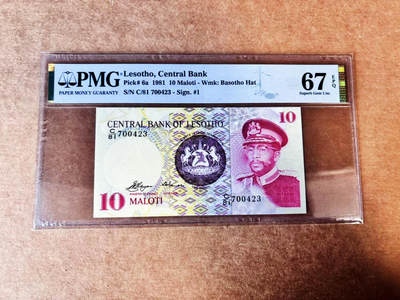 PMG
PAPER MONEY GUARANTY
Lesotho, Central Bank
Pick# 6a 1981 10 Maloti - Wmk: Basotho Hat
S/N C/81 700423 - Sign. #1
67 EPQ
Superb Gem Unc
CENTRAL BANK OF LESOTHO
10
C/81 700423
10
MALOTI
C/81 700423